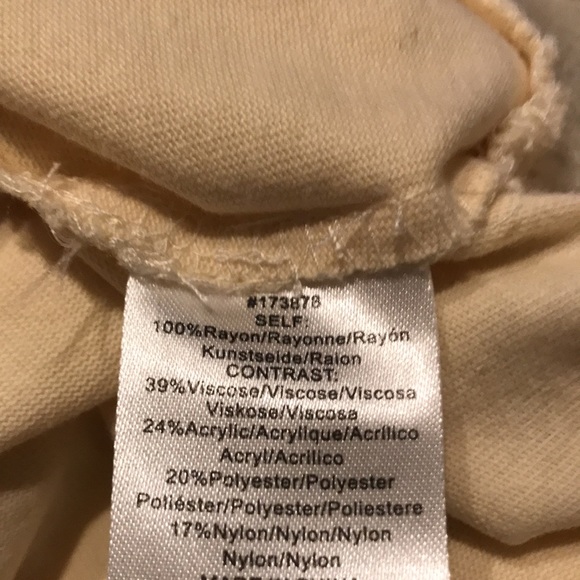 #173878
SELF:
100%Rayon/Rayonne/Rayón
Kunstseide/Raion
CONTRAST:
39%Viscose/Viscose/Viscosa
Viskose/Viscosa
24%Acrylic/Acrylique/Acrílico
Acryl/Acrilico
20%Polyester/Polyester
Poliéster/Polyester/Poliestere
17%Nylon/Nylon/Nylon
Nylon/Nylon